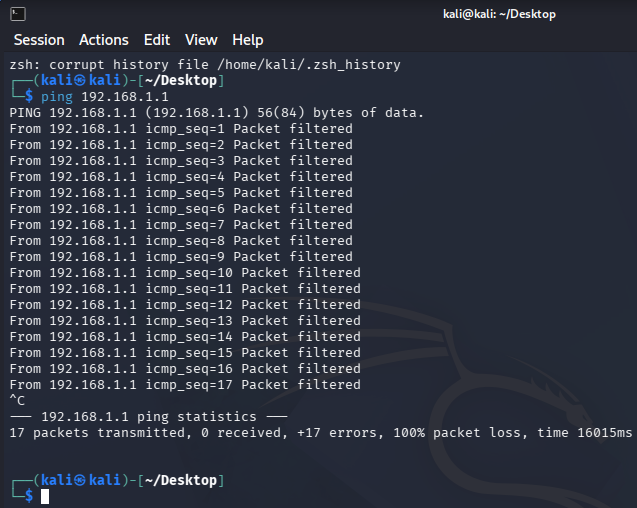 kali@kali: ~/Desktop
Session Actions Edit View Help
zsh: corrupt history file /home/kali/.zsh_history
┌──(kali㉿kali)-[~/Desktop]
└─$ ping 192.168.1.1
PING 192.168.1.1 (192.168.1.1) 56(84) bytes of data.
From 192.168.1.1 icmp_seq=1 Packet filtered
From 192.168.1.1 icmp_seq=2 Packet filtered
From 192.168.1.1 icmp_seq=3 Packet filtered
From 192.168.1.1 icmp_seq=4 Packet filtered
From 192.168.1.1 icmp_seq=5 Packet filtered
From 192.168.1.1 icmp_seq=6 Packet filtered
From 192.168.1.1 icmp_seq=7 Packet filtered
From 192.168.1.1 icmp_seq=8 Packet filtered
From 192.168.1.1 icmp_seq=9 Packet filtered
From 192.168.1.1 icmp_seq=10 Packet filtered
From 192.168.1.1 icmp_seq=11 Packet filtered
From 192.168.1.1 icmp_seq=12 Packet filtered
From 192.168.1.1 icmp_seq=13 Packet filtered
From 192.168.1.1 icmp_seq=14 Packet filtered
From 192.168.1.1 icmp_seq=15 Packet filtered
From 192.168.1.1 icmp_seq=16 Packet filtered
From 192.168.1.1 icmp_seq=17 Packet filtered
^C
--- 192.168.1.1 ping statistics ---
17 packets transmitted, 0 received, +17 errors, 100% packet loss, time 16015ms
┌──(kali㉿kali)-[~/Desktop]
└─$